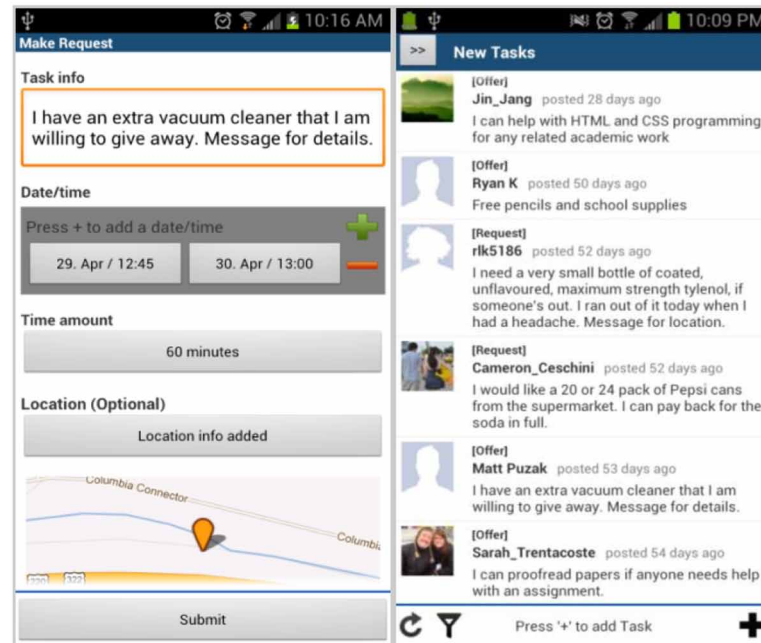 10:16 AM
Make Request
Task info
I have an extra vacuum cleaner that I am
willing to give away. Message for details.
Date/time
Press + to add a date/time
29. Apr / 12:45
30. Apr / 13:00
Time amount
60 minutes
Location (Optional)
Location info added
Columbia Connector
Columbi
320 322
Submit
10:09 PM
>> New Tasks
[Offer]
Jin_Jang posted 28 days ago
I can help with HTML and CSS programming
for any related academic work
[Offer]
Ryan K posted 50 days ago
Free pencils and school supplies
[Request]
rlk5186 posted 52 days ago
I need a very small bottle of coated,
unflavoured, maximum strength tylenol, if
someone's out. I ran out of it today when I
had a headache. Message for location.
[Request]
Cameron_Ceschini posted 52 days ago
I would like a 20 or 24 pack of Pepsi cans
from the supermarket. I can pay back for the
soda in full.
[Offer]
Matt Puzak posted 53 days ago
I have an extra vacuum cleaner that I am
willing to give away. Message for details.
[Offer]
Sarah_Trentacoste posted 54 days ago
I can proofread papers if anyone needs help
with an assignment.
Press '+' to add Task